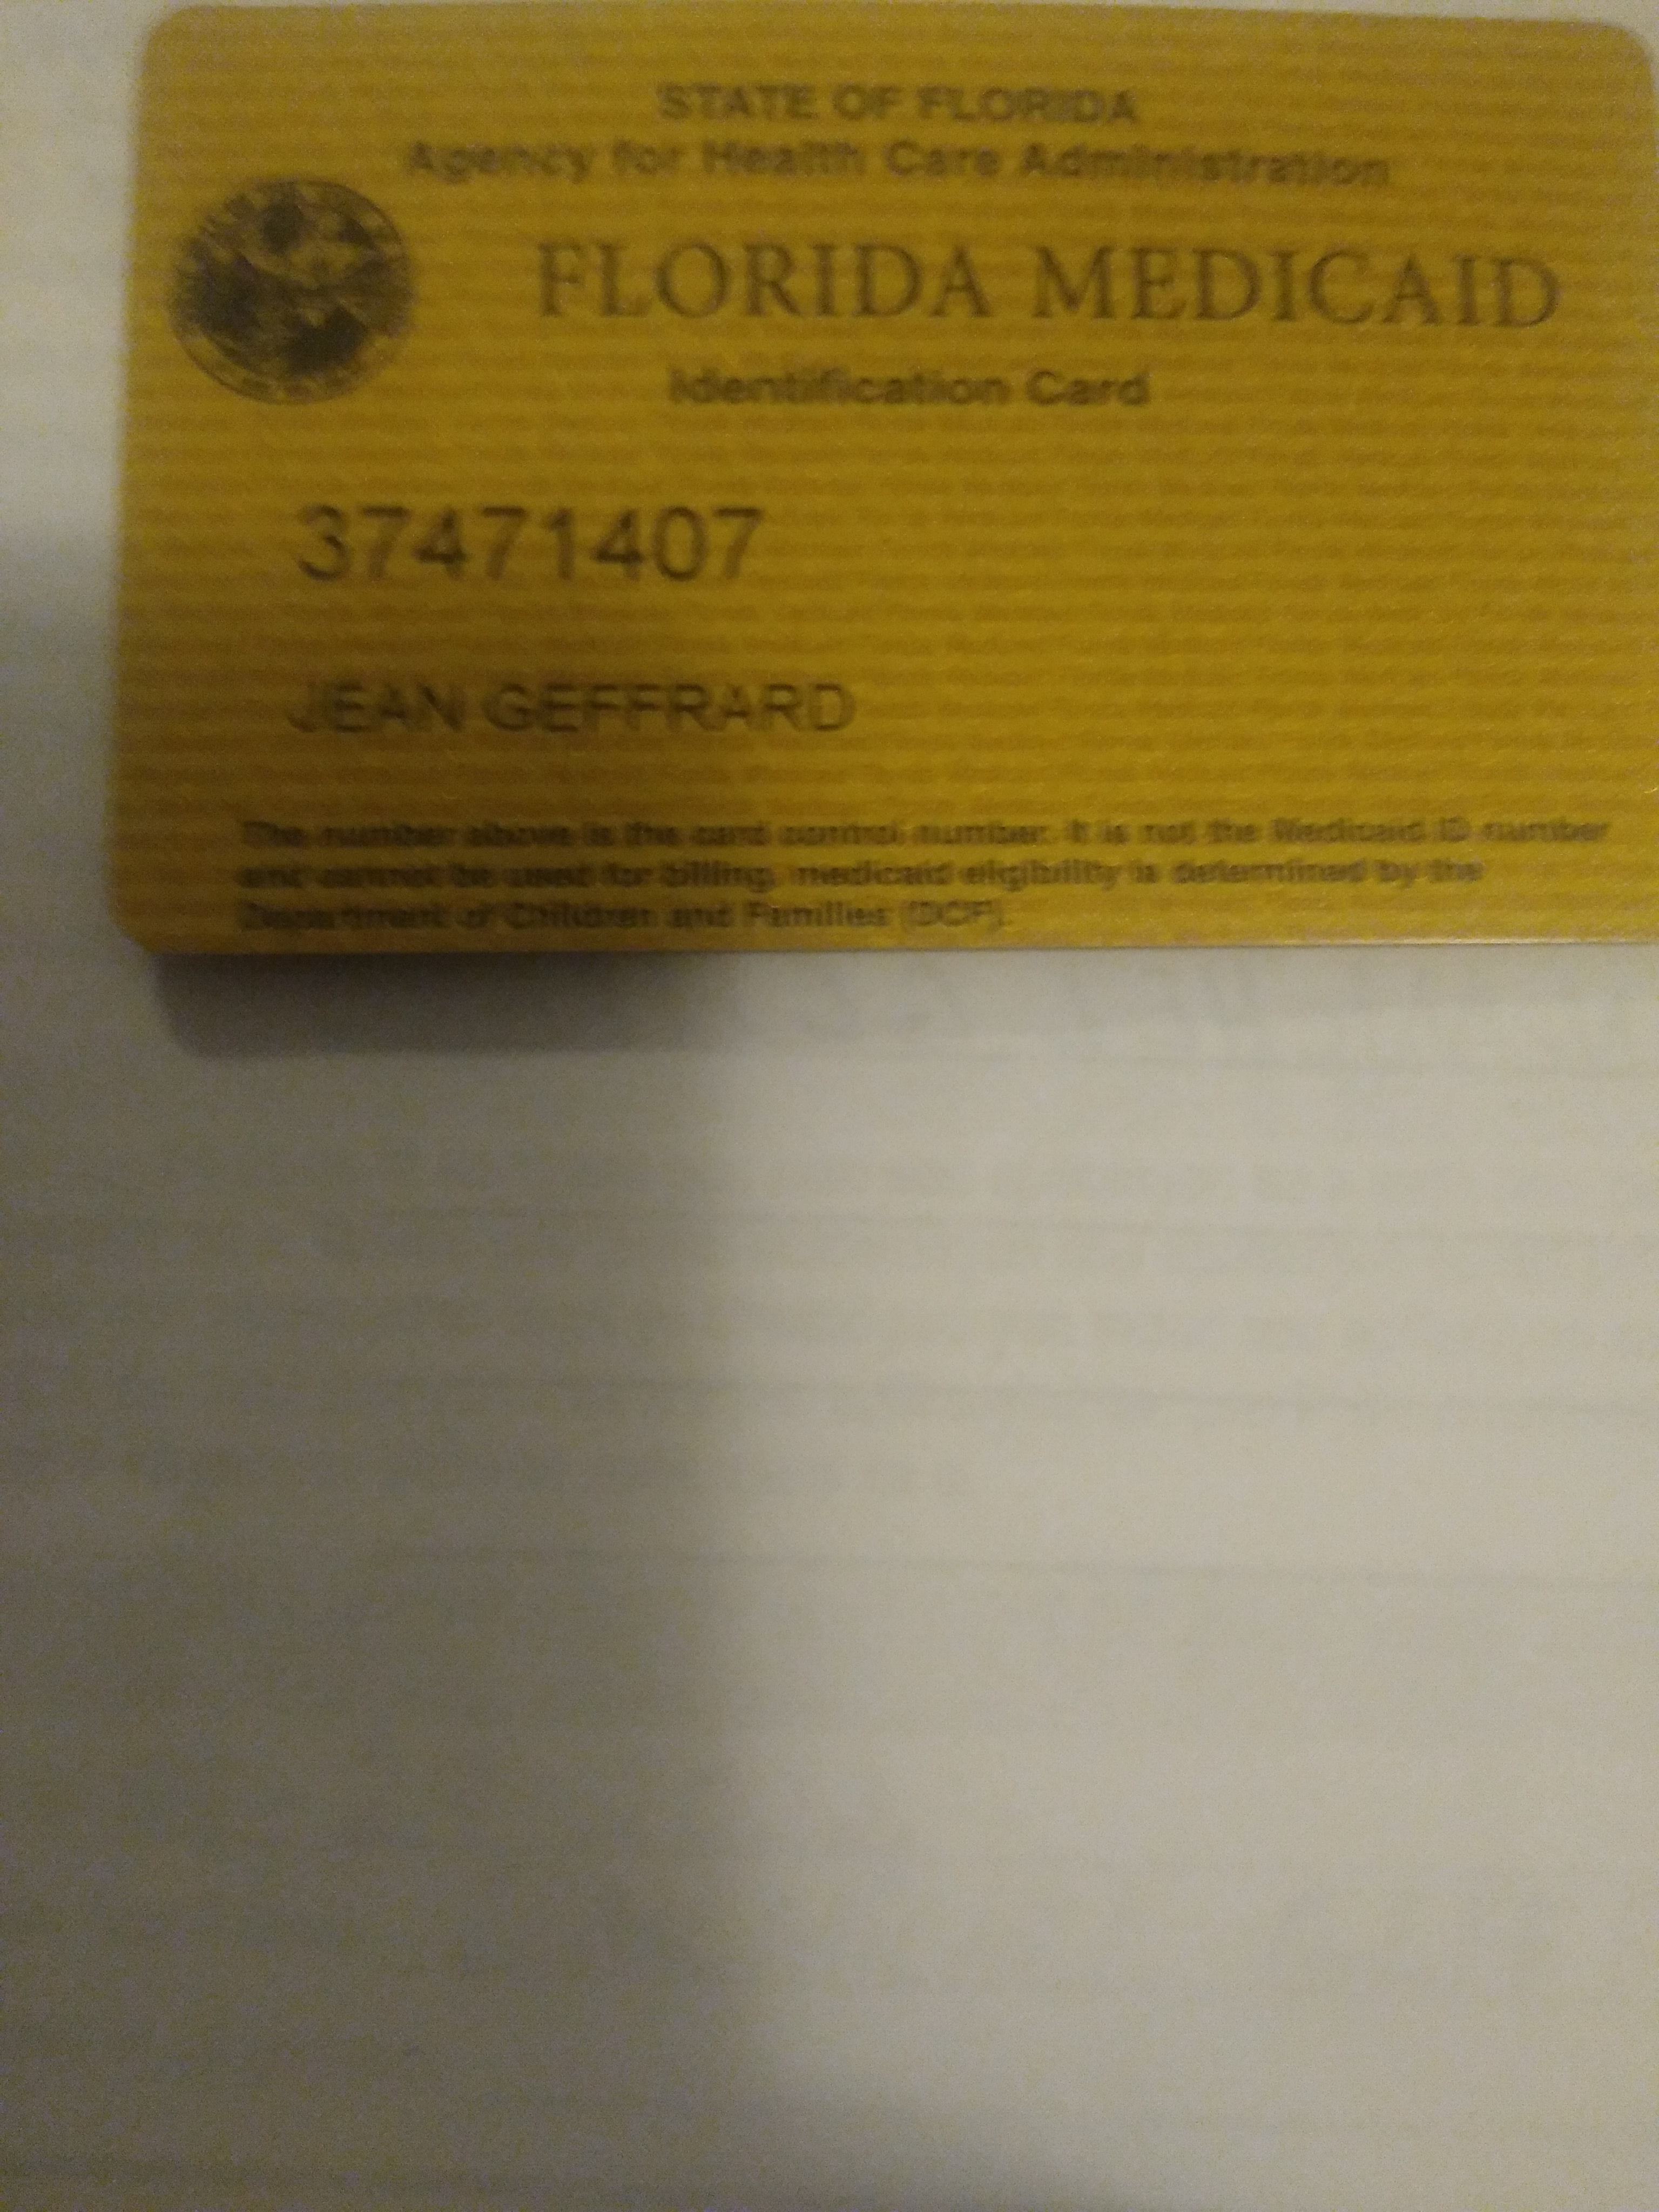 STATE OF FLORIDA
Agency for Health Care Administration
FLORIDA MEDICAID
Identification Card
37471407
JEAN GEFFRARD
The number above is the card control number. It is not the Medicaid ID number
and cannot be used for billing, medicaid eligibility is determined by the
Department of Children and Families (DCF).